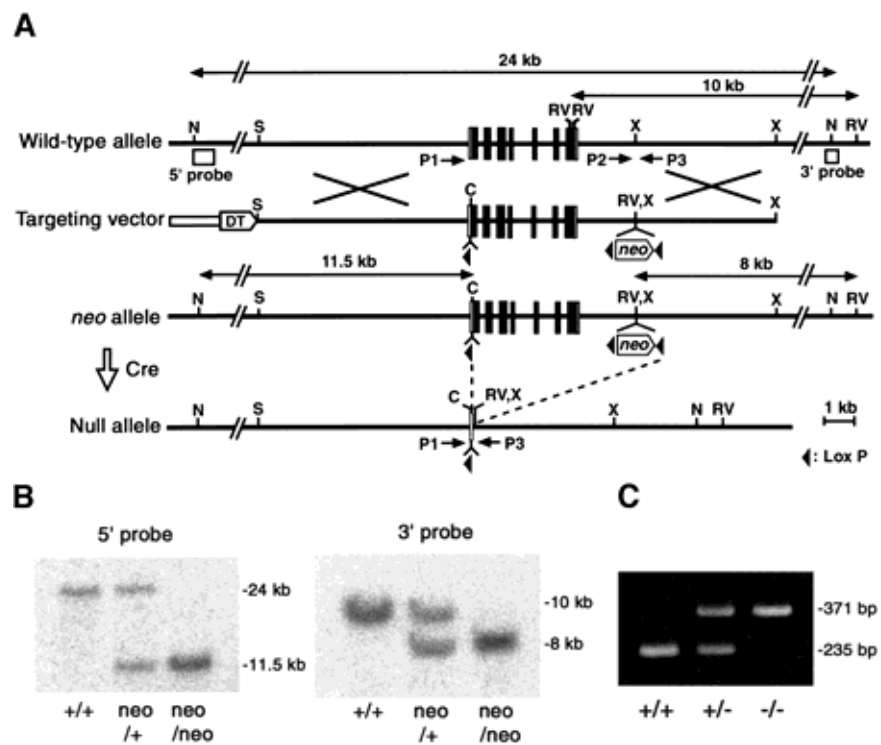 A
24 kb
10 kb
RVRV
N S X X N RV
Wild-type allele
P1 P2 P3
5' probe 3' probe
C RV,X
S X
Targeting vector DT
neo
11.5 kb 8 kb
C RV,X
N S X N RV
neo allele
neo
Cre
C RV,X
N S X N RV
Null allele 1 kb
P1 P3
: Lox P
B
5' probe 3' probe
-24 kb
-11.5 kb
+/+ neo neo
/+ /neo
-10 kb
-8 kb
+/+ neo neo
/+ /neo
C
-371 bp
-235 bp
+/+ +/- -/-